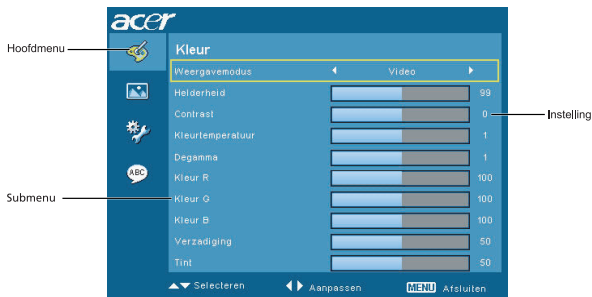 acer
Hoofdmenu
Kleur
Weergavemodus Video
Helderheid 99
Contrast 0
Instelling
Kleurtemperatuur 1
Degamma 1
ABC
Kleur R 100
Submenu
Kleur G 100
Kleur B 100
Verzadiging 50
Tint 50
Selecteren Aanpassen MENU Afsluiten